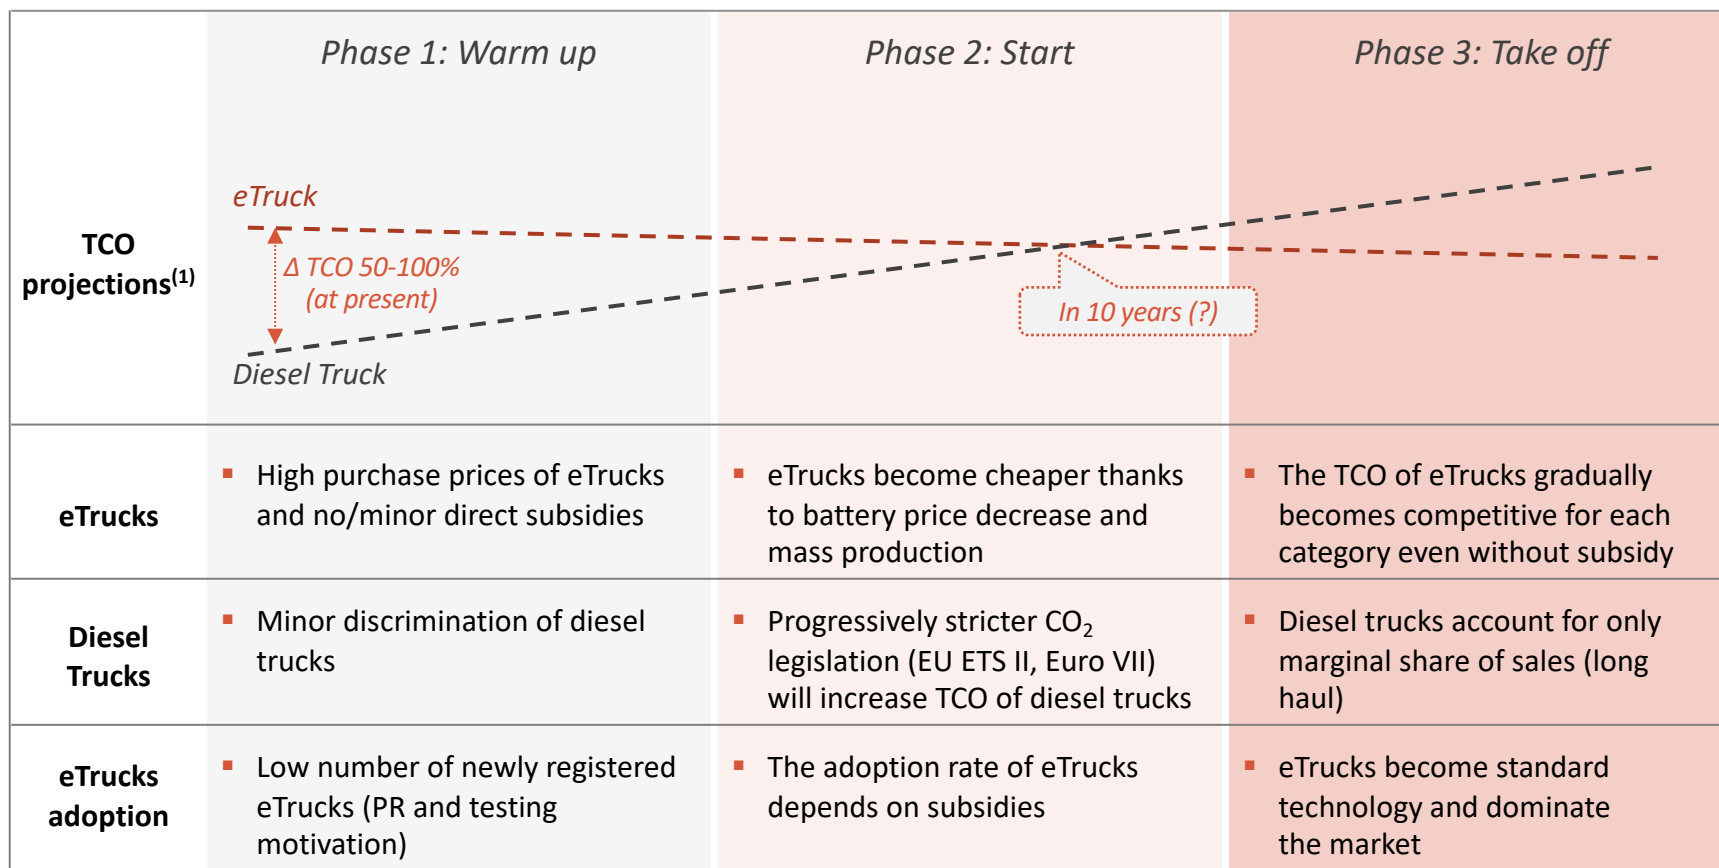 Phase 1: Warm up
Phase 2: Start
Phase 3: Take off
TCO
projections(1)
eTruck
Δ TCO 50-100%
(at present)
Diesel Truck
In 10 years (?)
eTrucks
▪ High purchase prices of eTrucks
and no/minor direct subsidies
▪ eTrucks become cheaper thanks
to battery price decrease and
mass production
▪ The TCO of eTrucks gradually
becomes competitive for each
category even without subsidy
Diesel
Trucks
▪ Minor discrimination of diesel
trucks
▪ Progressively stricter CO₂
legislation (EU ETS II, Euro VII)
will increase TCO of diesel trucks
▪ Diesel trucks account for only
marginal share of sales (long
haul)
eTrucks
adoption
▪ Low number of newly registered
eTrucks (PR and testing
motivation)
▪ The adoption rate of eTrucks
depends on subsidies
▪ eTrucks become standard
technology and dominate
the market